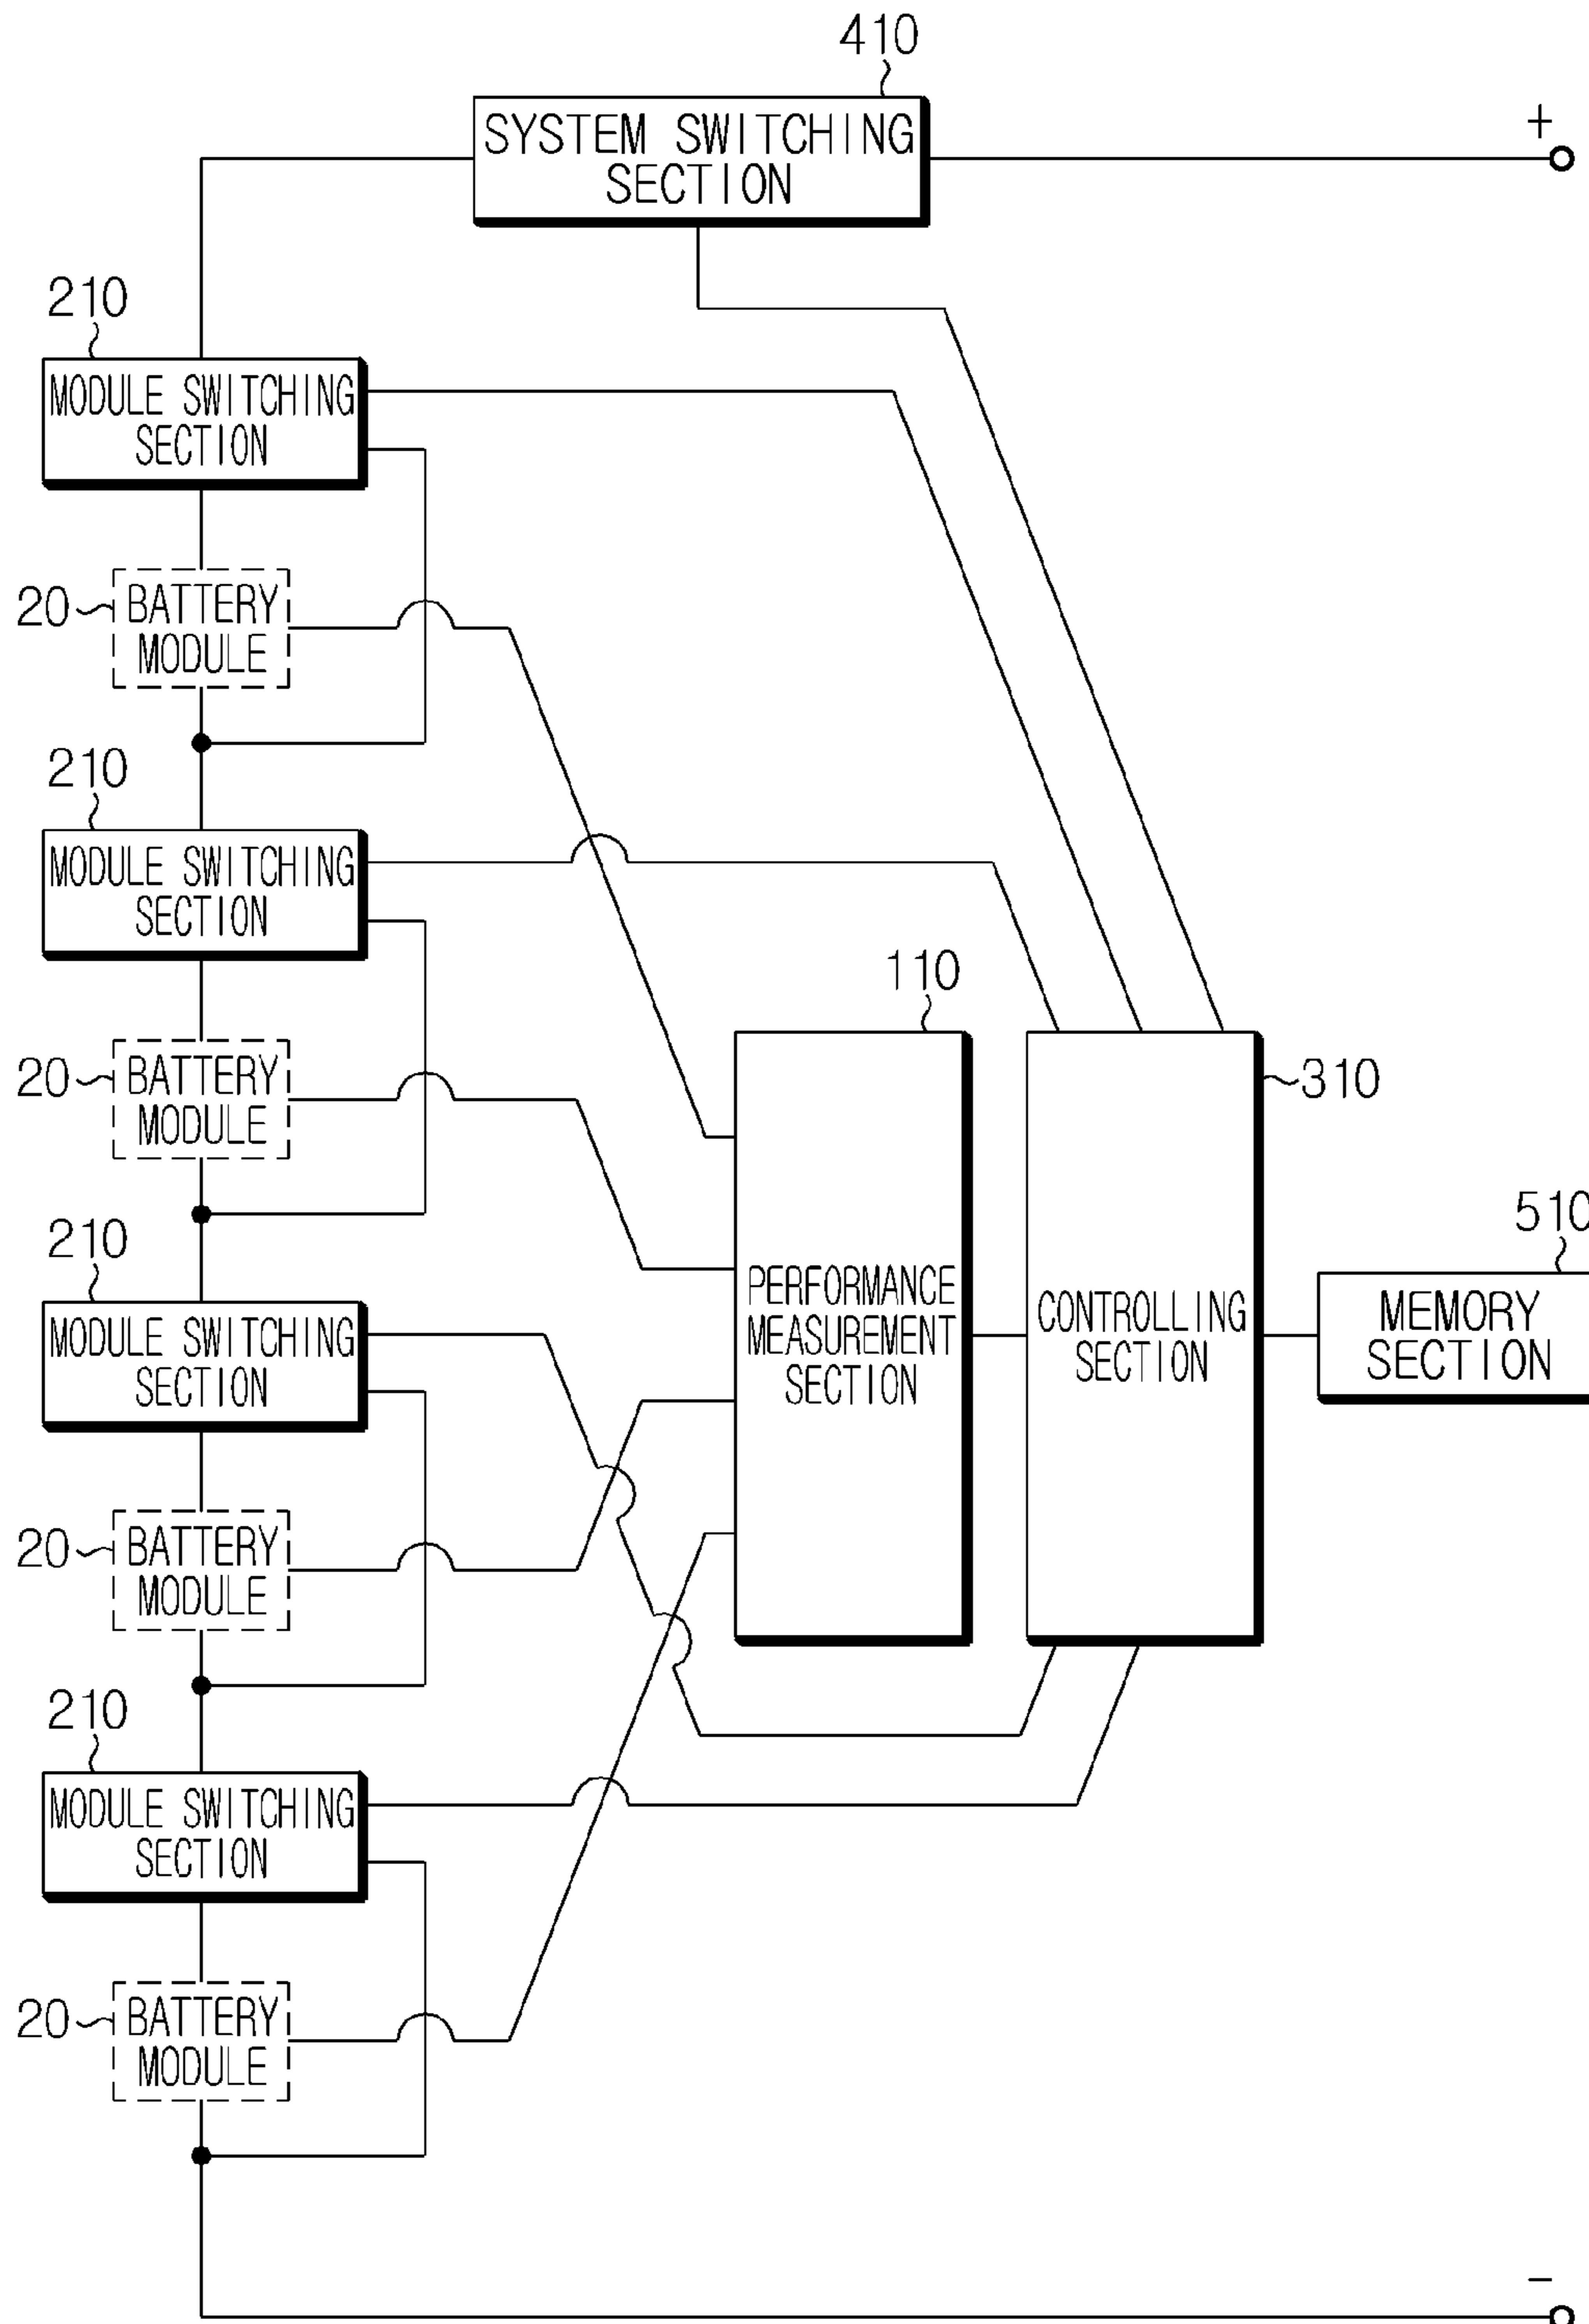 410
SYSTEM SWITCHING
SECTION
+
210
MODULE SWITCHING
SECTION
20
BATTERY
MODULE
210
MODULE SWITCHING
SECTION
20
BATTERY
MODULE
110
310
PERFORMANCE
MEASUREMENT
SECTION
CONTROLLING
SECTION
510
MEMORY
SECTION
210
MODULE SWITCHING
SECTION
20
BATTERY
MODULE
210
MODULE SWITCHING
SECTION
20
BATTERY
MODULE
-